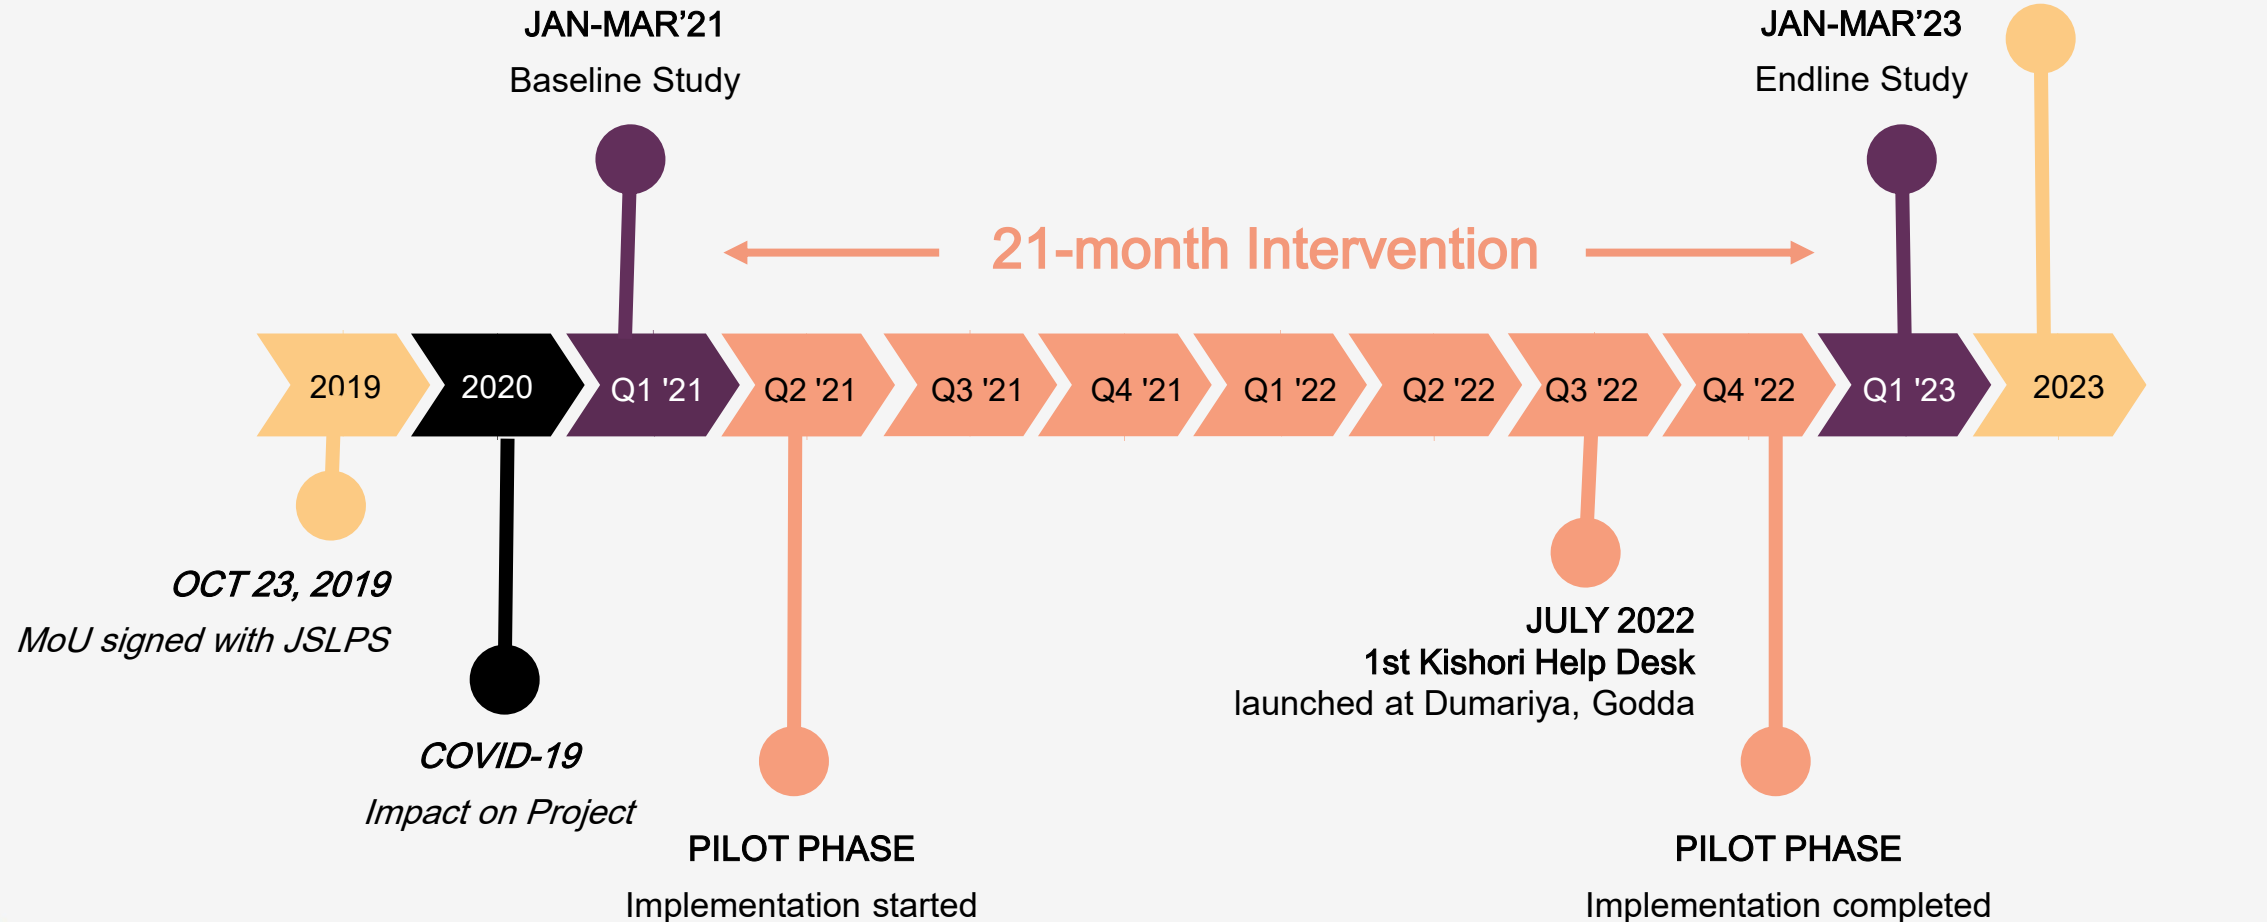 JAN-MAR’21
Baseline Study
JAN-MAR’23
Endline Study
21-month Intervention
2019
2020
Q1 '21
Q2 '21
Q3 '21
Q4 '21
Q1 '22
Q2 '22
Q3 '22
Q4 '22
Q1 '23
2023
OCT 23, 2019
MoU signed with JSLPS
COVID-19
Impact on Project
JULY 2022
1st Kishori Help Desk
launched at Dumariya, Godda
PILOT PHASE
Implementation started
PILOT PHASE
Implementation completed